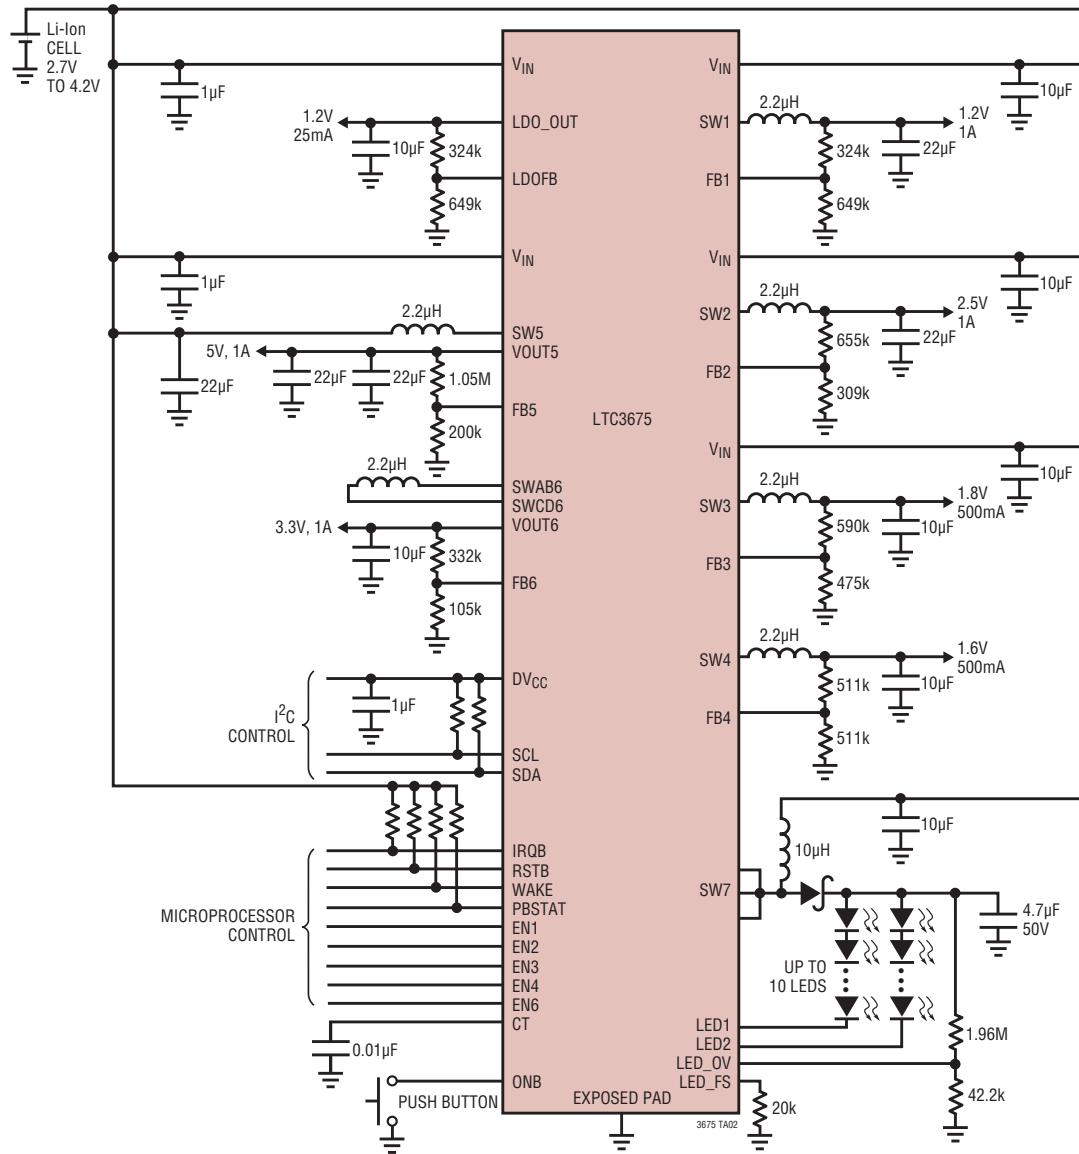 Li-Ion
CELL
2.7V
TO 4.2V
1µF
VIN
1.2V
25mA
10µF
324k
LDO_OUT
LDOFB
649k
VIN
1µF
2.2µH
SW5
5V, 1A
VOUT5
22µF
22µF
22µF
1.05M
FB5
200k
2.2µH
SWAB6
SWCD6
3.3V, 1A
VOUT6
10µF
332k
FB6
105k
I2C
CONTROL
DVCC
1µF
SCL
SDA
MICROPROCESSOR
CONTROL
IRQB
RSTB
WAKE
PBSTAT
EN1
EN2
EN3
EN4
EN6
CT
0.01µF
ONB
PUSH BUTTON
LTC3675
EXPOSED PAD
3675 TA02
VIN
10µF
2.2µH
SW1
1.2V
1A
324k
22µF
FB1
649k
VIN
10µF
2.2µH
SW2
2.5V
1A
655k
22µF
FB2
309k
VIN
10µF
2.2µH
SW3
1.8V
500mA
590k
10µF
FB3
475k
2.2µH
SW4
1.6V
500mA
511k
10µF
FB4
511k
10µF
10µH
SW7
4.7µF
50V
UP TO
10 LEDS
LED1
LED2
LED_OV
LED_FS
1.96M
42.2k
20k